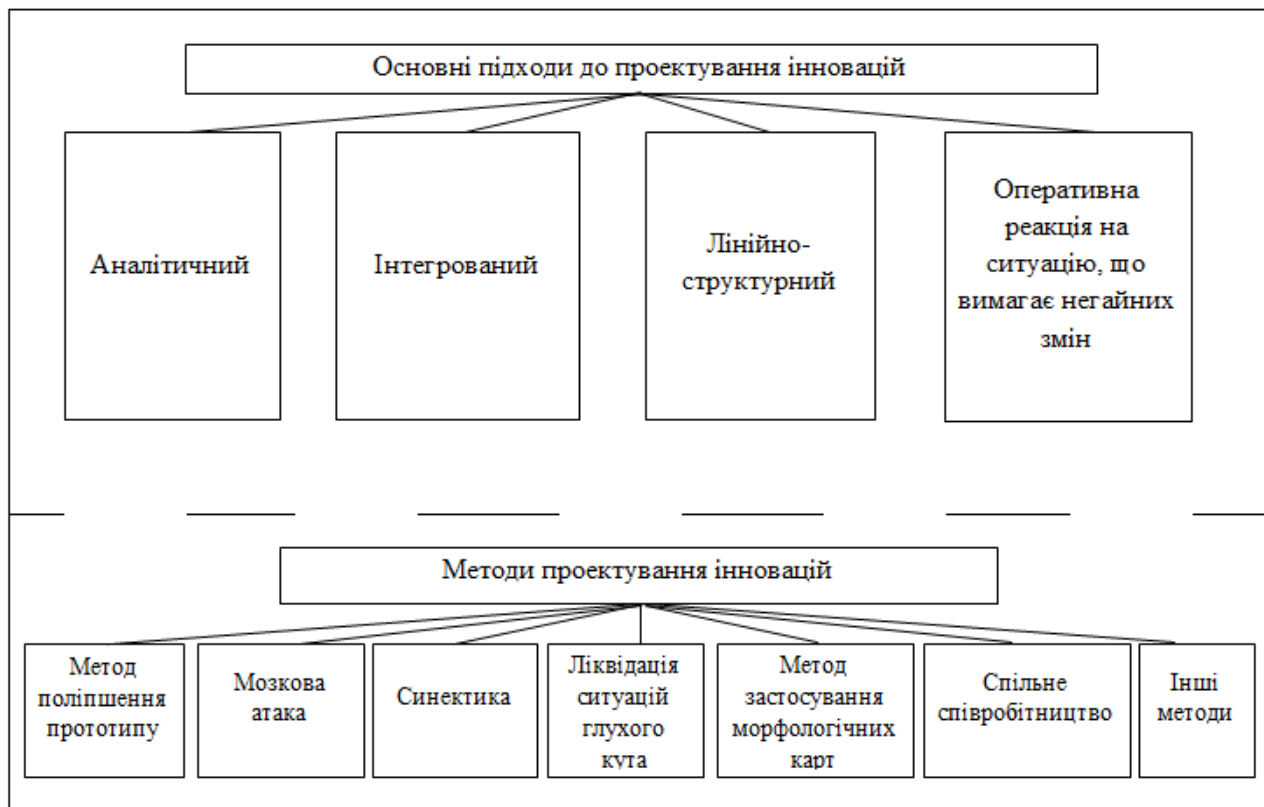 Основні підходи до проектування інновацій
Аналітичний
Інтегрований
Лінійно-
структурний
Оперативна
реакція на
ситуацію, що
вимагає негайних
змін
Методи проектування інновацій
Метод
поліпшення
прототипу
Мозкова
атака
Синектика
Ліквідація
ситуацій
глухого
кута
Метод
застосування
морфологічних
карт
Спільне
співробітництво
Інші
методи